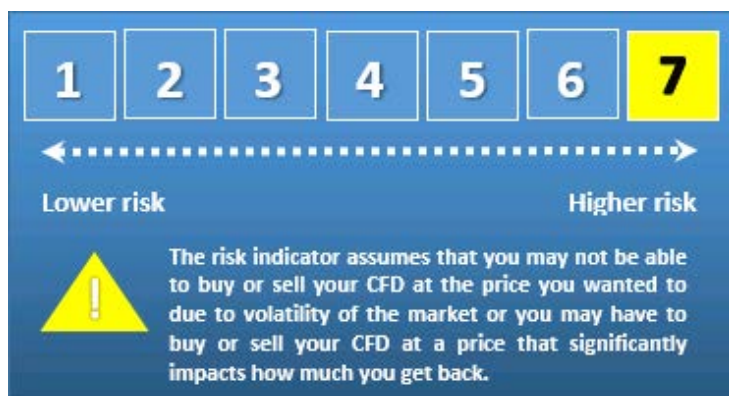 1 2 3 4 5 6 7
Lower risk Higher risk
!
The risk indicator assumes that you may not be able
to buy or sell your CFD at the price you wanted to
due to volatility of the market or you may have to
buy or sell your CFD at a price that significantly
impacts how much you get back.